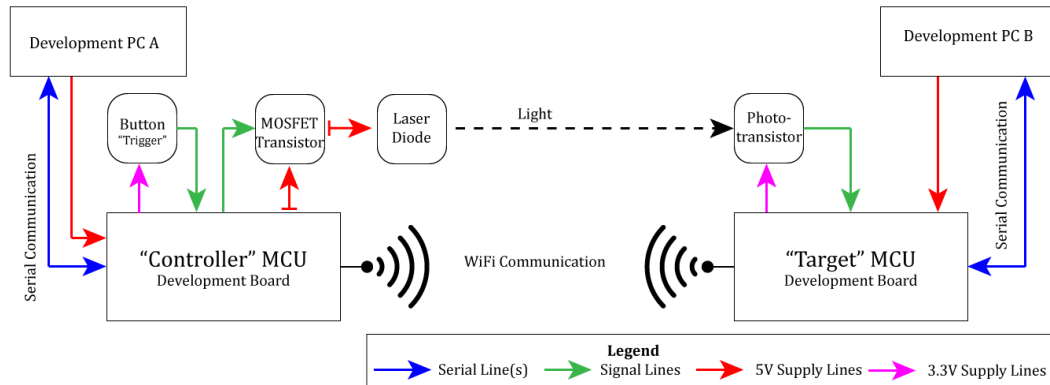 Development PC A
Development PC B
Button
“Trigger”
MOSFET
Transistor
Laser
Diode
Light
Photo-
transistor
Serial Communication
Serial Communication
“Controller” MCU
Development Board
WiFi Communication
“Target” MCU
Development Board
Legend
Serial Line(s)
Signal Lines
5V Supply Lines
3.3V Supply Lines